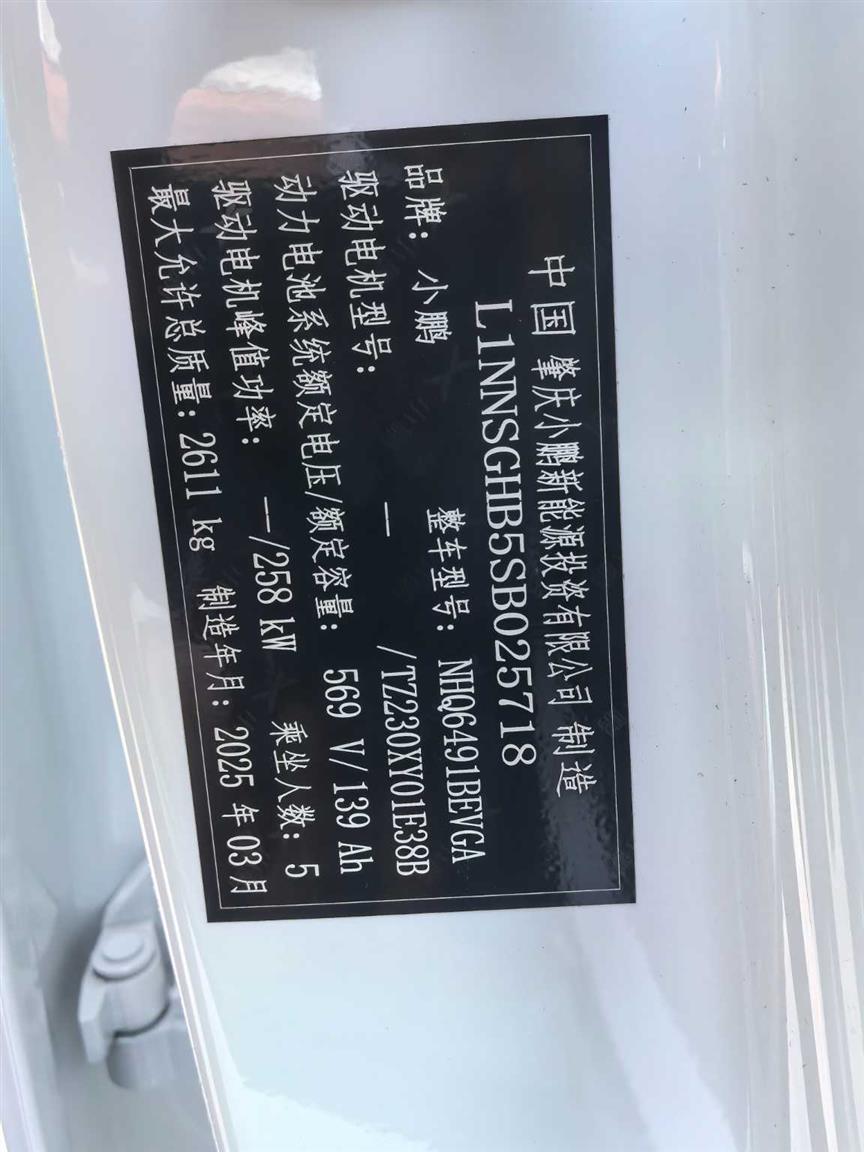 中国 肇庆小鹏新能源投资有限公司 制造
L1NNSGHB5SB025718
品牌: 小鹏 整车型号: NHQ6491BEVGA
驱动电机型号: — /TZ230XY01E38B
动力电池系统额定电压/额定容量: 569 V/139 Ah
驱动电机峰值功率: —/258 kW 乘坐人数: 5
最大允许总质量: 2611 kg 制造年月: 2025 年 03 月